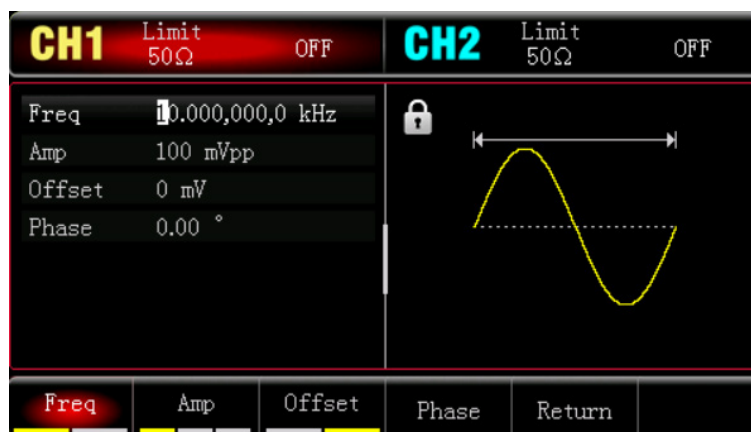 CH1 Limit 50Ω OFF CH2 Limit 50Ω OFF
Freq 10.000,000,0 kHz
Amp 100 mVpp
Offset 0 mV
Phase 0.00 °
Freq Amp Offset Phase Return